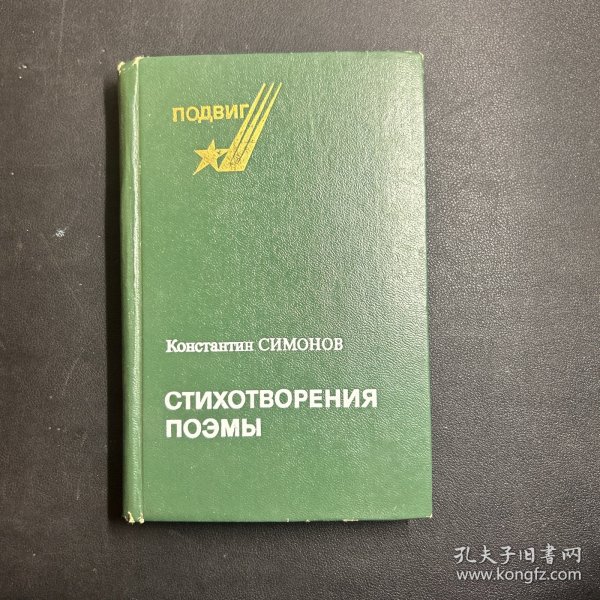 ПОДВИГ
Константин СИМОНОВ
СТИХОТВОРЕНИЯ
ПОЭМЫ
孔夫子旧书网
www.kongfz.com